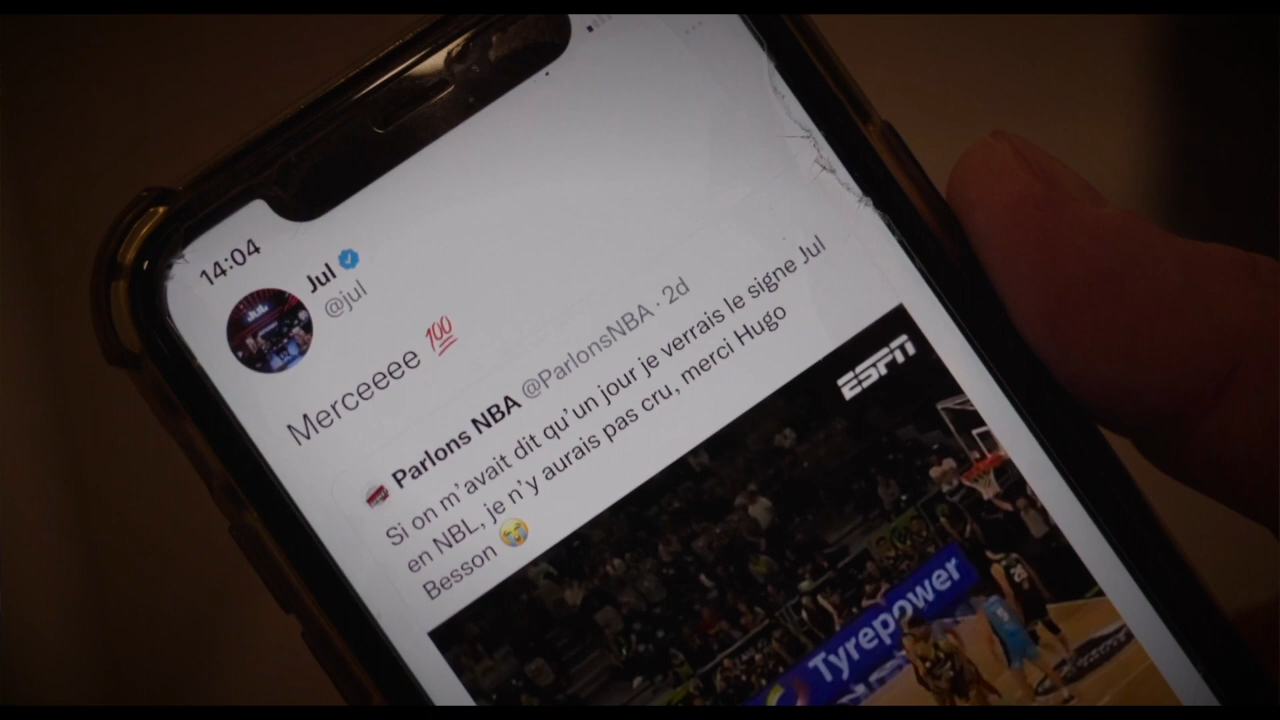 14:04
Jul
@jul
Merceeee 💯
Parlons NBA @ParlonsNBA · 2d
Si on m'avait dit qu'un jour je verrais le signe Jul
en NBL, je n'y aurais pas cru, merci Hugo
Besson 😭
ESPN
Tyrepower